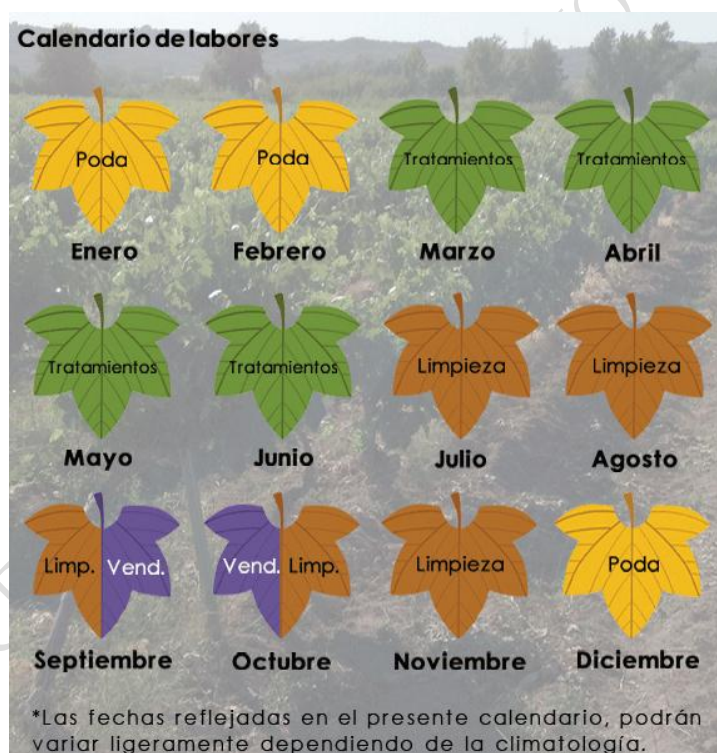 Calendario de labores
Poda Poda Tratamientos Tratamientos
Enero Febrero Marzo Abril
Tratamientos Tratamientos Limpieza Limpieza
Mayo Junio Julio Agosto
Limp. Vend. Vend. Limp. Limpieza Poda
Septiembre Octubre Noviembre Diciembre
*Las fechas reflejadas en el presente calendario, podrán
variar ligeramente dependiendo de la climatología.